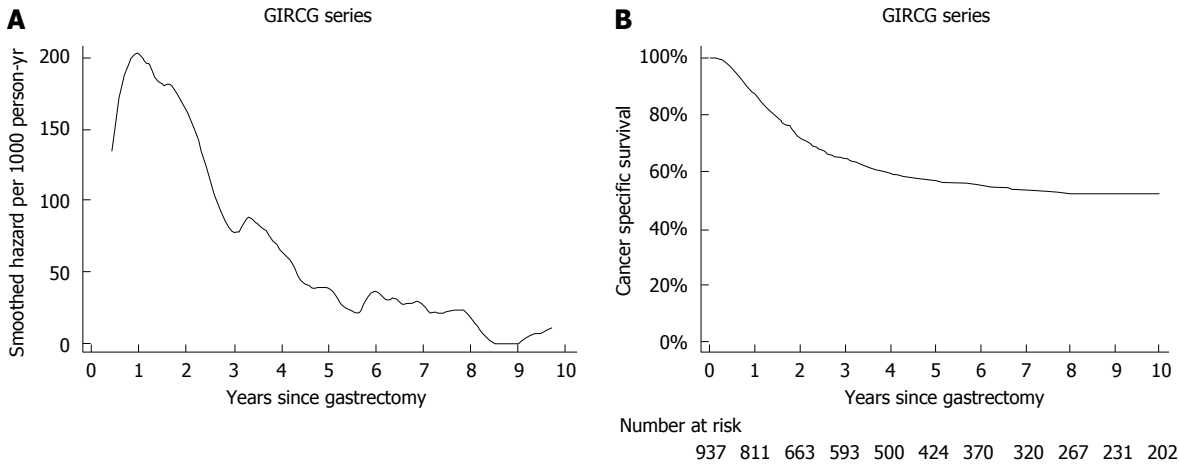 A
GIRCG series
Smoothed hazard per 1000 person-yr
200
150
100
50
0
0 1 2 3 4 5 6 7 8 9 10
Years since gastrectomy
B
GIRCG series
Cancer specific survival
100%
80%
60%
40%
20%
0%
0 1 2 3 4 5 6 7 8 9 10
Years since gastrectomy
Number at risk
937 811 663 593 500 424 370 320 267 231 202